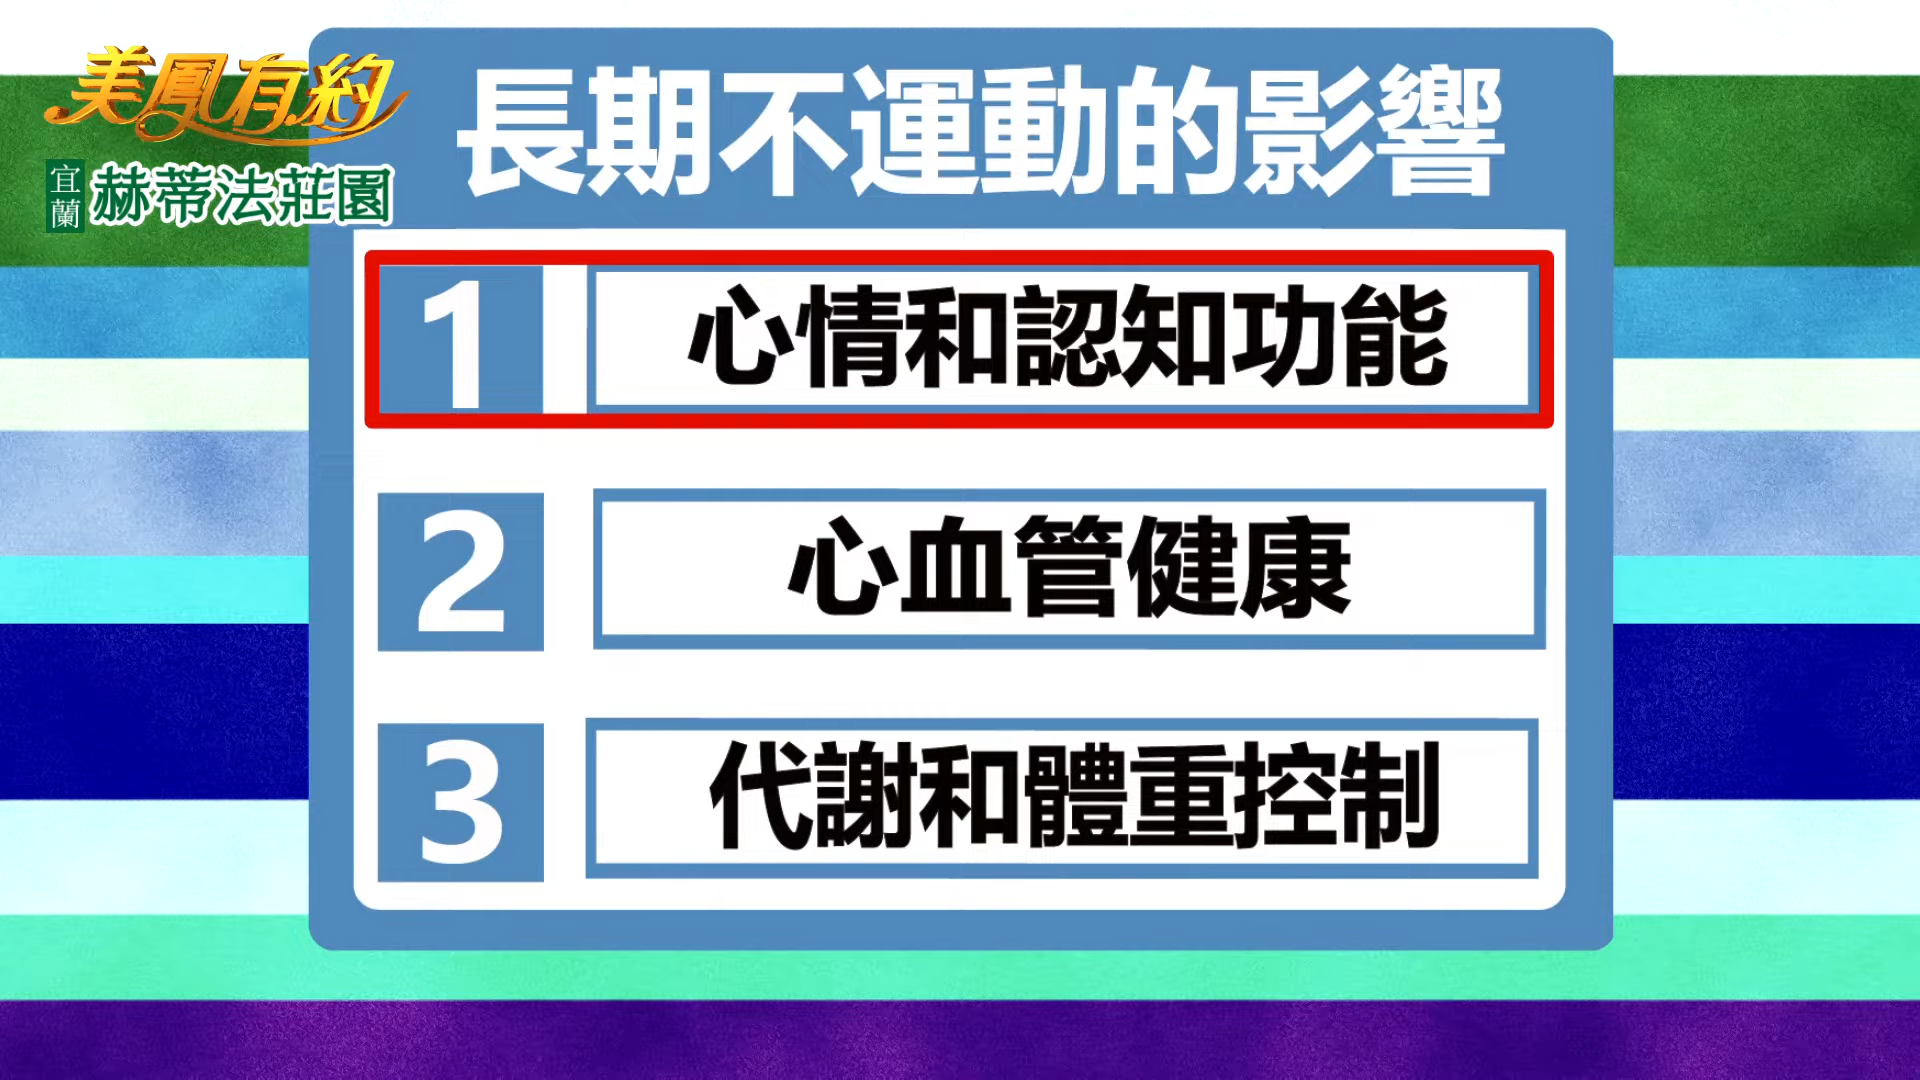 美鳳有約
宜蘭 赫蒂法莊園
長期不運動的影響
1 心情和認知功能
2 心血管健康
3 代謝和體重控制